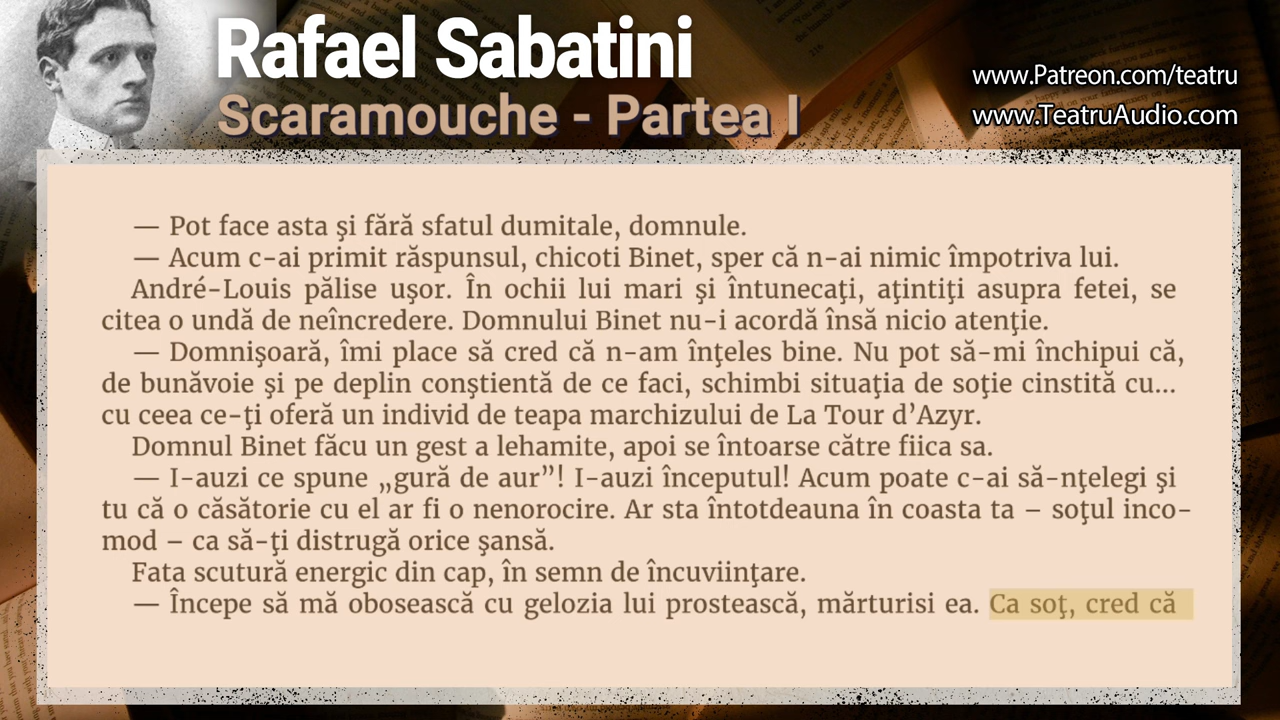 Rafael Sabatini
Scaramouche - Partea I
www.Patreon.com/teatru
www.TeatruAudio.com
— Pot face asta şi fără sfatul dumitale, domnule.
— Acum c-ai primit răspunsul, chicoti Binet, sper că n-ai nimic împotriva lui.
André-Louis pălise uşor. În ochii lui mari şi întunecaţi, aţintiţi asupra fetei, se
citea o undă de neîncredere. Domnului Binet nu-i acordă însă nicio atenţie.
— Domnişoară, îmi place să cred că n-am înţeles bine. Nu pot să-mi închipui că,
de bunăvoie şi pe deplin conştientă de ce faci, schimbi situaţia de soţie cinstită cu...
cu ceea ce-ţi oferă un individ de teapa marchizului de La Tour d’Azyr.
Domnul Binet făcu un gest a lehamite, apoi se întoarse către fiica sa.
— I-auzi ce spune „gură de aur”! I-auzi începutul! Acum poate c-ai să-nţelegi şi
tu că o căsătorie cu el ar fi o nenorocire. Ar sta întotdeauna în coasta ta – soţul inco-
mod – ca să-ţi distrugă orice şansă.
Fata scutură energic din cap, în semn de încuviinţare.
— Începe să mă obosească cu gelozia lui prostească, mărturisi ea. Ca soţ, cred că